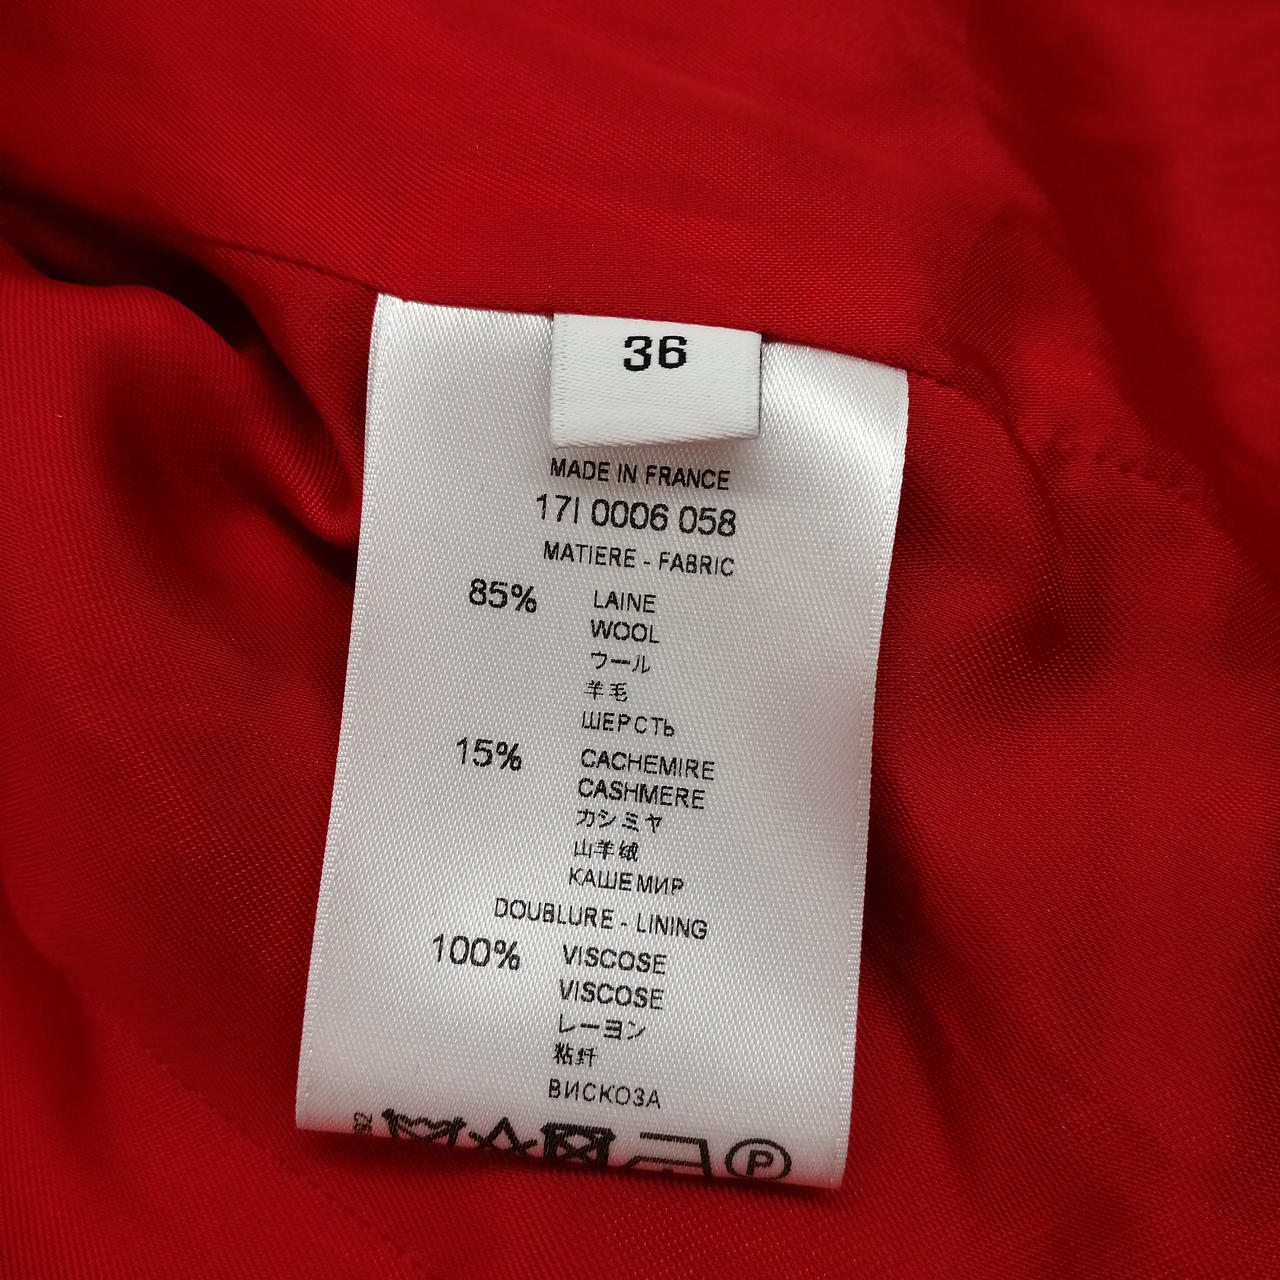 36
MADE IN FRANCE
17I 0006 058
MATIERE - FABRIC
85% LAINE
WOOL
ウール
羊毛
ШЕРСТЬ
15% CACHEMIRE
CASHMERE
カシミヤ
山羊绒
КАШЕМИР
DOUBLURE - LINING
100% VISCOSE
VISCOSE
レーヨン
粘纤
ВИСКОЗА
P